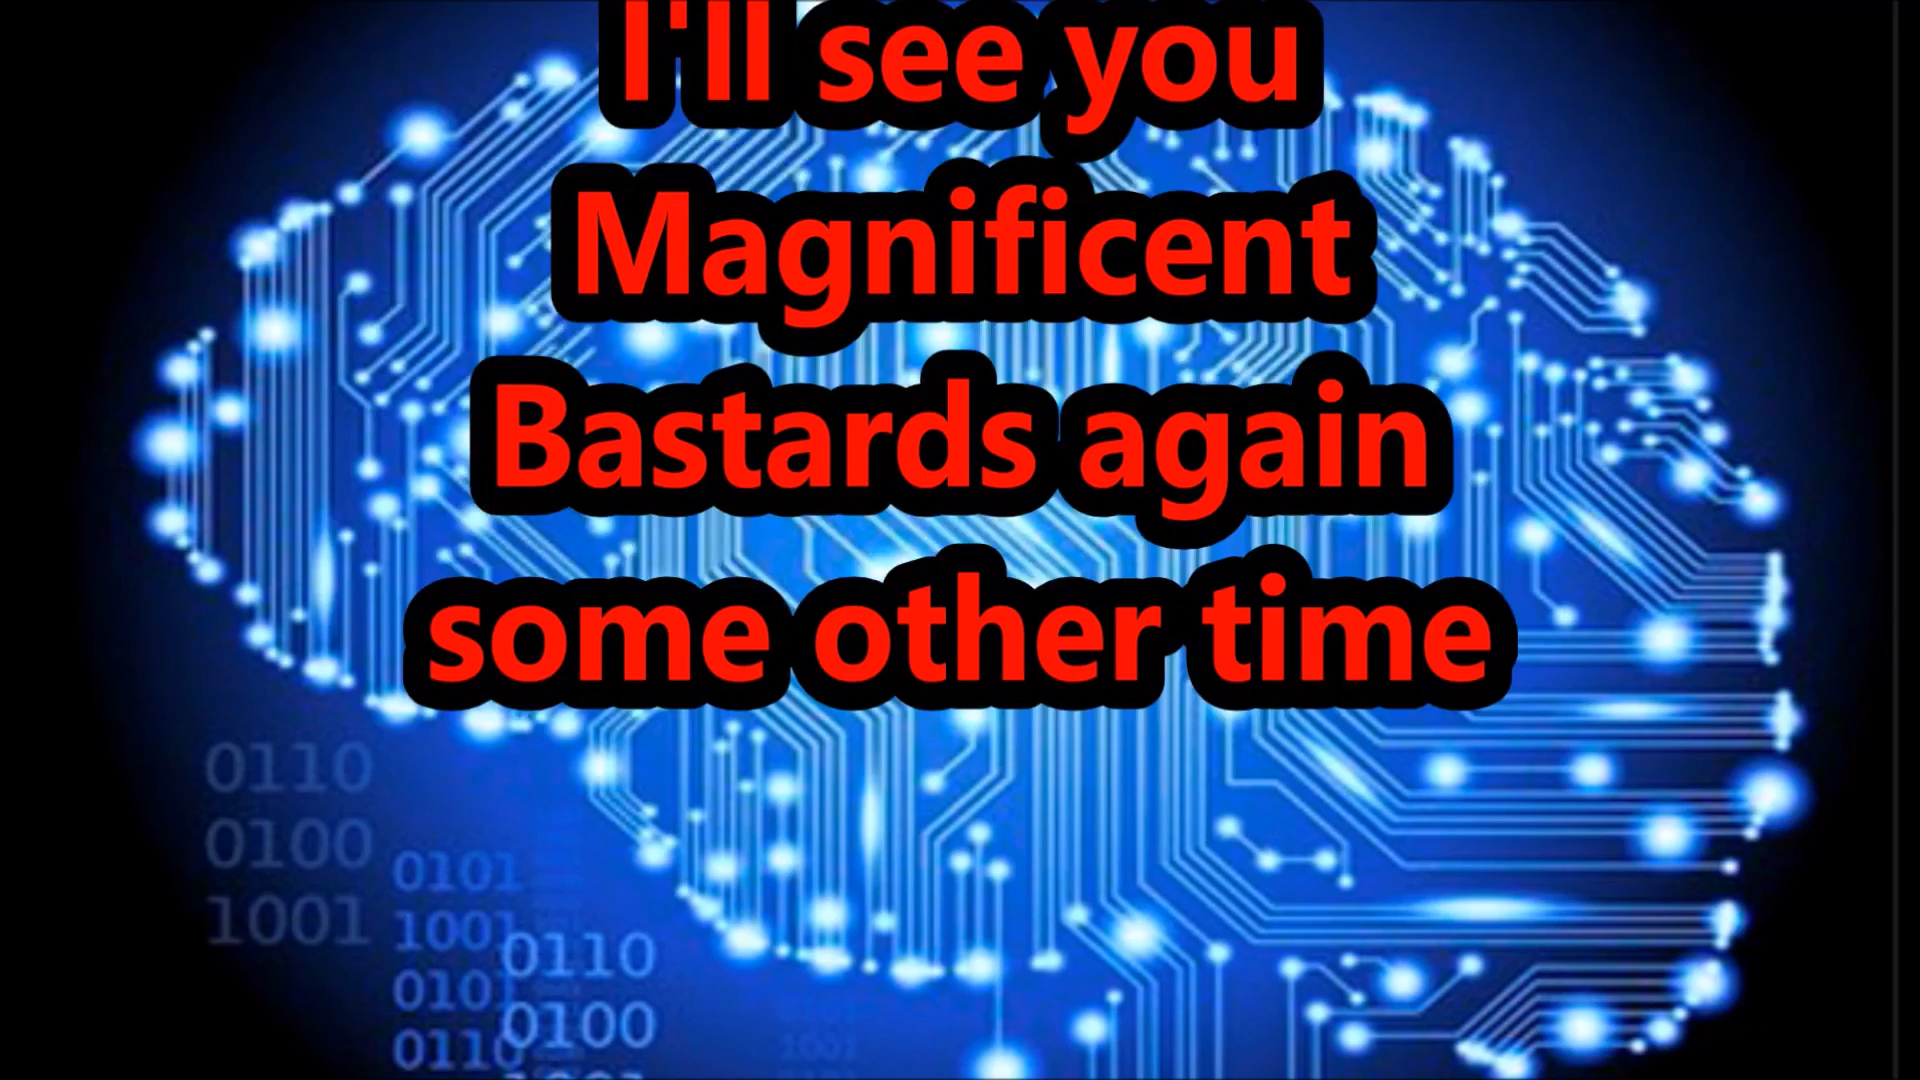 I'll see you
Magnificent
Bastards again
some other time
0110
0100
1001
0101
1001
0101
0110
0110
0100